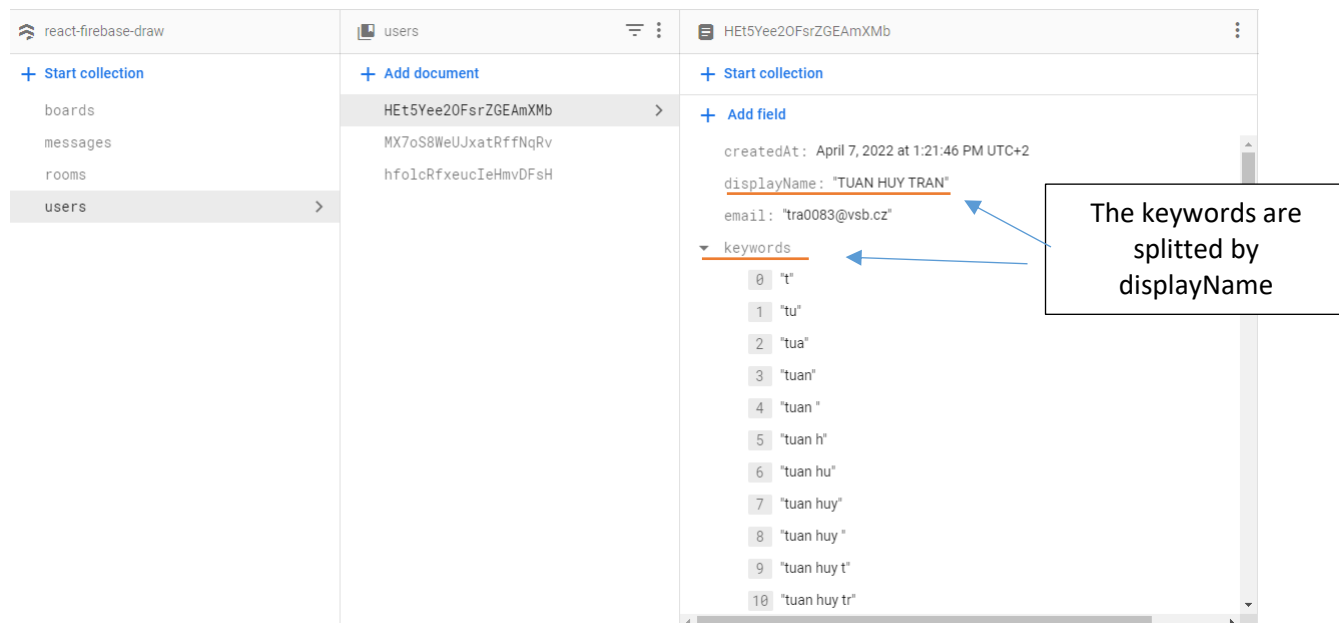 react-firebase-draw
Start collection
boards
messages
rooms
users
users
Add document
HEt5Yee2OFsrZGEAmXMb
MX7oS8WeUJxatRffNqRv
hfolcRfxeucIeHmvDFsH
HEt5Yee2OFsrZGEAmXMb
Start collection
Add field
createdAt: April 7, 2022 at 1:21:46 PM UTC+2
displayName: "TUAN HUY TRAN"
email: "tra0083@vsb.cz"
keywords
0 "t"
1 "tu"
2 "tua"
3 "tuan"
4 "tuan "
5 "tuan h"
6 "tuan hu"
7 "tuan huy"
8 "tuan huy "
9 "tuan huy t"
10 "tuan huy tr"
The keywords are
splitted by
displayName